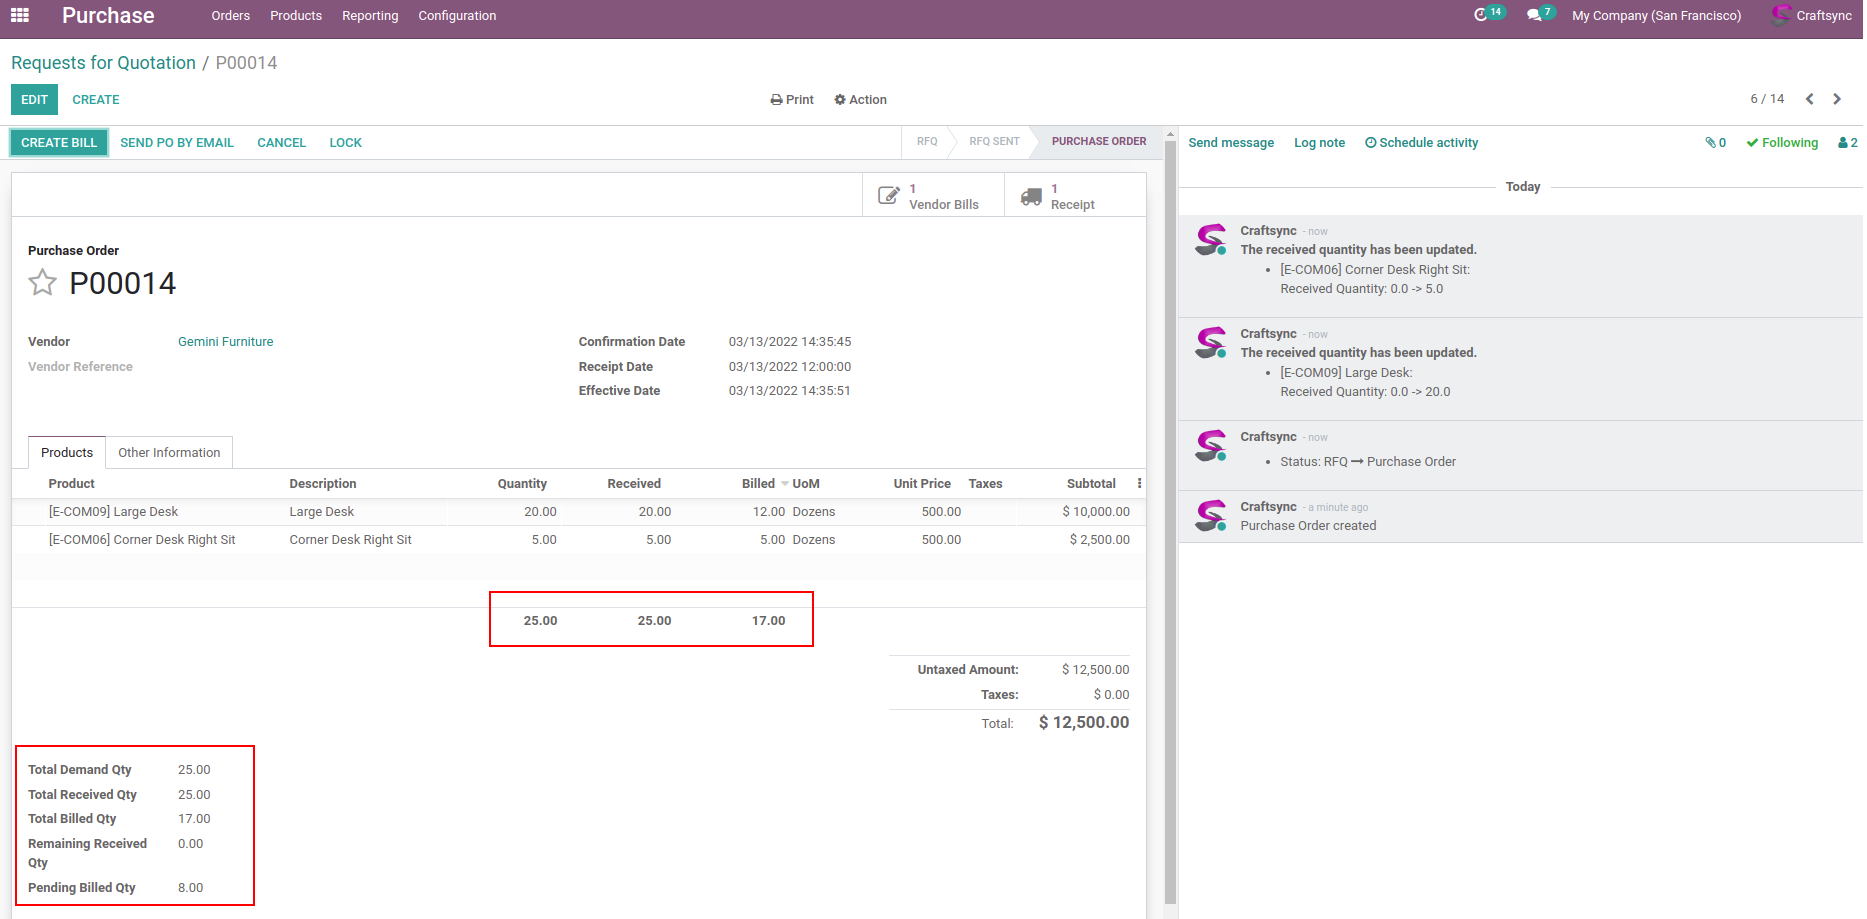 Purchase Orders Products Reporting Configuration 14 7 My Company (San Francisco) Craftsync
Requests for Quotation / P00014
EDIT CREATE Print Action 6 / 14
CREATE BILL SEND PO BY EMAIL CANCEL LOCK RFQ RFQ SENT PURCHASE ORDER
1
Vendor Bills
1
Receipt
Purchase Order
P00014
Vendor Gemini Furniture
Vendor Reference
Confirmation Date 03/13/2022 14:35:45
Receipt Date 03/13/2022 12:00:00
Effective Date 03/13/2022 14:35:51
Products Other Information
Product Description Quantity Received Billed UoM Unit Price Taxes Subtotal
[E-COM09] Large Desk Large Desk 20.00 20.00 12.00 Dozens 500.00 $ 10,000.00
[E-COM06] Corner Desk Right Sit Corner Desk Right Sit 5.00 5.00 5.00 Dozens 500.00 $ 2,500.00
25.00 25.00 17.00
Untaxed Amount: $ 12,500.00
Taxes: $ 0.00
Total: $ 12,500.00
Total Demand Qty 25.00
Total Received Qty 25.00
Total Billed Qty 17.00
Remaining Received 0.00
Qty
Pending Billed Qty 8.00
Send message Log note Schedule activity 0 Following 2
Today
Craftsync - now
The received quantity has been updated.
• [E-COM06] Corner Desk Right Sit:
Received Quantity: 0.0 -> 5.0
Craftsync - now
The received quantity has been updated.
• [E-COM09] Large Desk:
Received Quantity: 0.0 -> 20.0
Craftsync - now
• Status: RFQ → Purchase Order
Craftsync - a minute ago
Purchase Order created